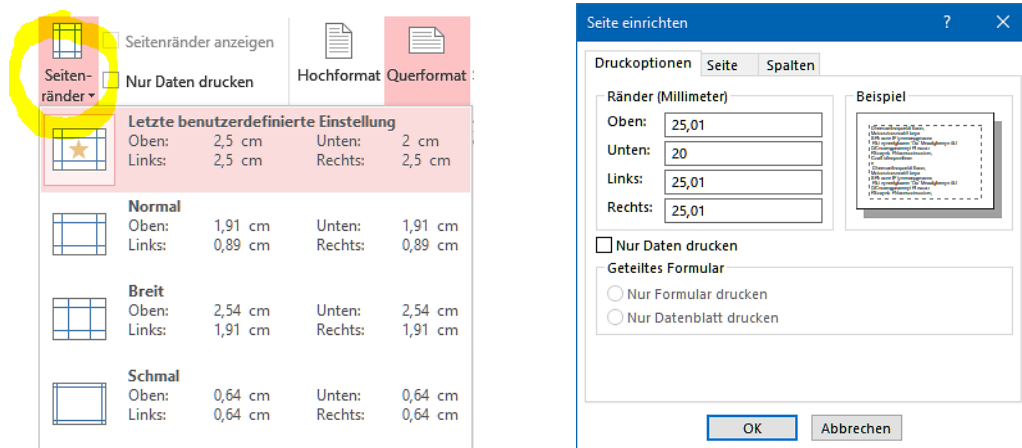 Seiten-
ränder
Seitenränder anzeigen
Nur Daten drucken
Hochformat
Querformat
Letzte benutzerdefinierte Einstellung
Oben: 2,5 cm Unten: 2 cm
Links: 2,5 cm Rechts: 2,5 cm
Normal
Oben: 1,91 cm Unten: 1,91 cm
Links: 0,89 cm Rechts: 0,89 cm
Breit
Oben: 2,54 cm Unten: 2,54 cm
Links: 1,91 cm Rechts: 1,91 cm
Schmal
Oben: 0,64 cm Unten: 0,64 cm
Links: 0,64 cm Rechts: 0,64 cm
Seite einrichten
Druckoptionen Seite Spalten
Ränder (Millimeter)
Oben: 25,01
Unten: 20
Links: 25,01
Rechts: 25,01
Beispiel
Nur Daten drucken
Geteiltes Formular
Nur Formular drucken
Nur Datenblatt drucken
OK Abbrechen